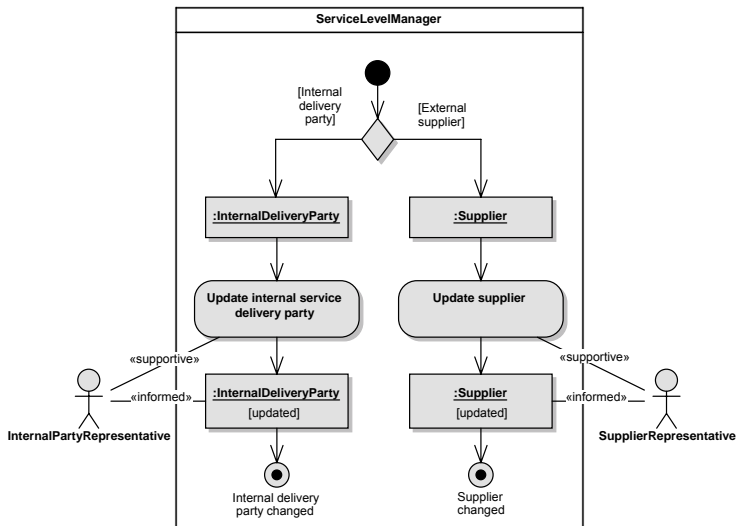 ServiceLevelManager
[Internal
delivery
party]
[External
supplier]
:InternalDeliveryParty
:Supplier
Update internal service
delivery party
Update supplier
«supportive»
«supportive»
:InternalDeliveryParty
[updated]
:Supplier
[updated]
«informed»
«informed»
InternalPartyRepresentative
SupplierRepresentative
Internal delivery
party changed
Supplier
changed